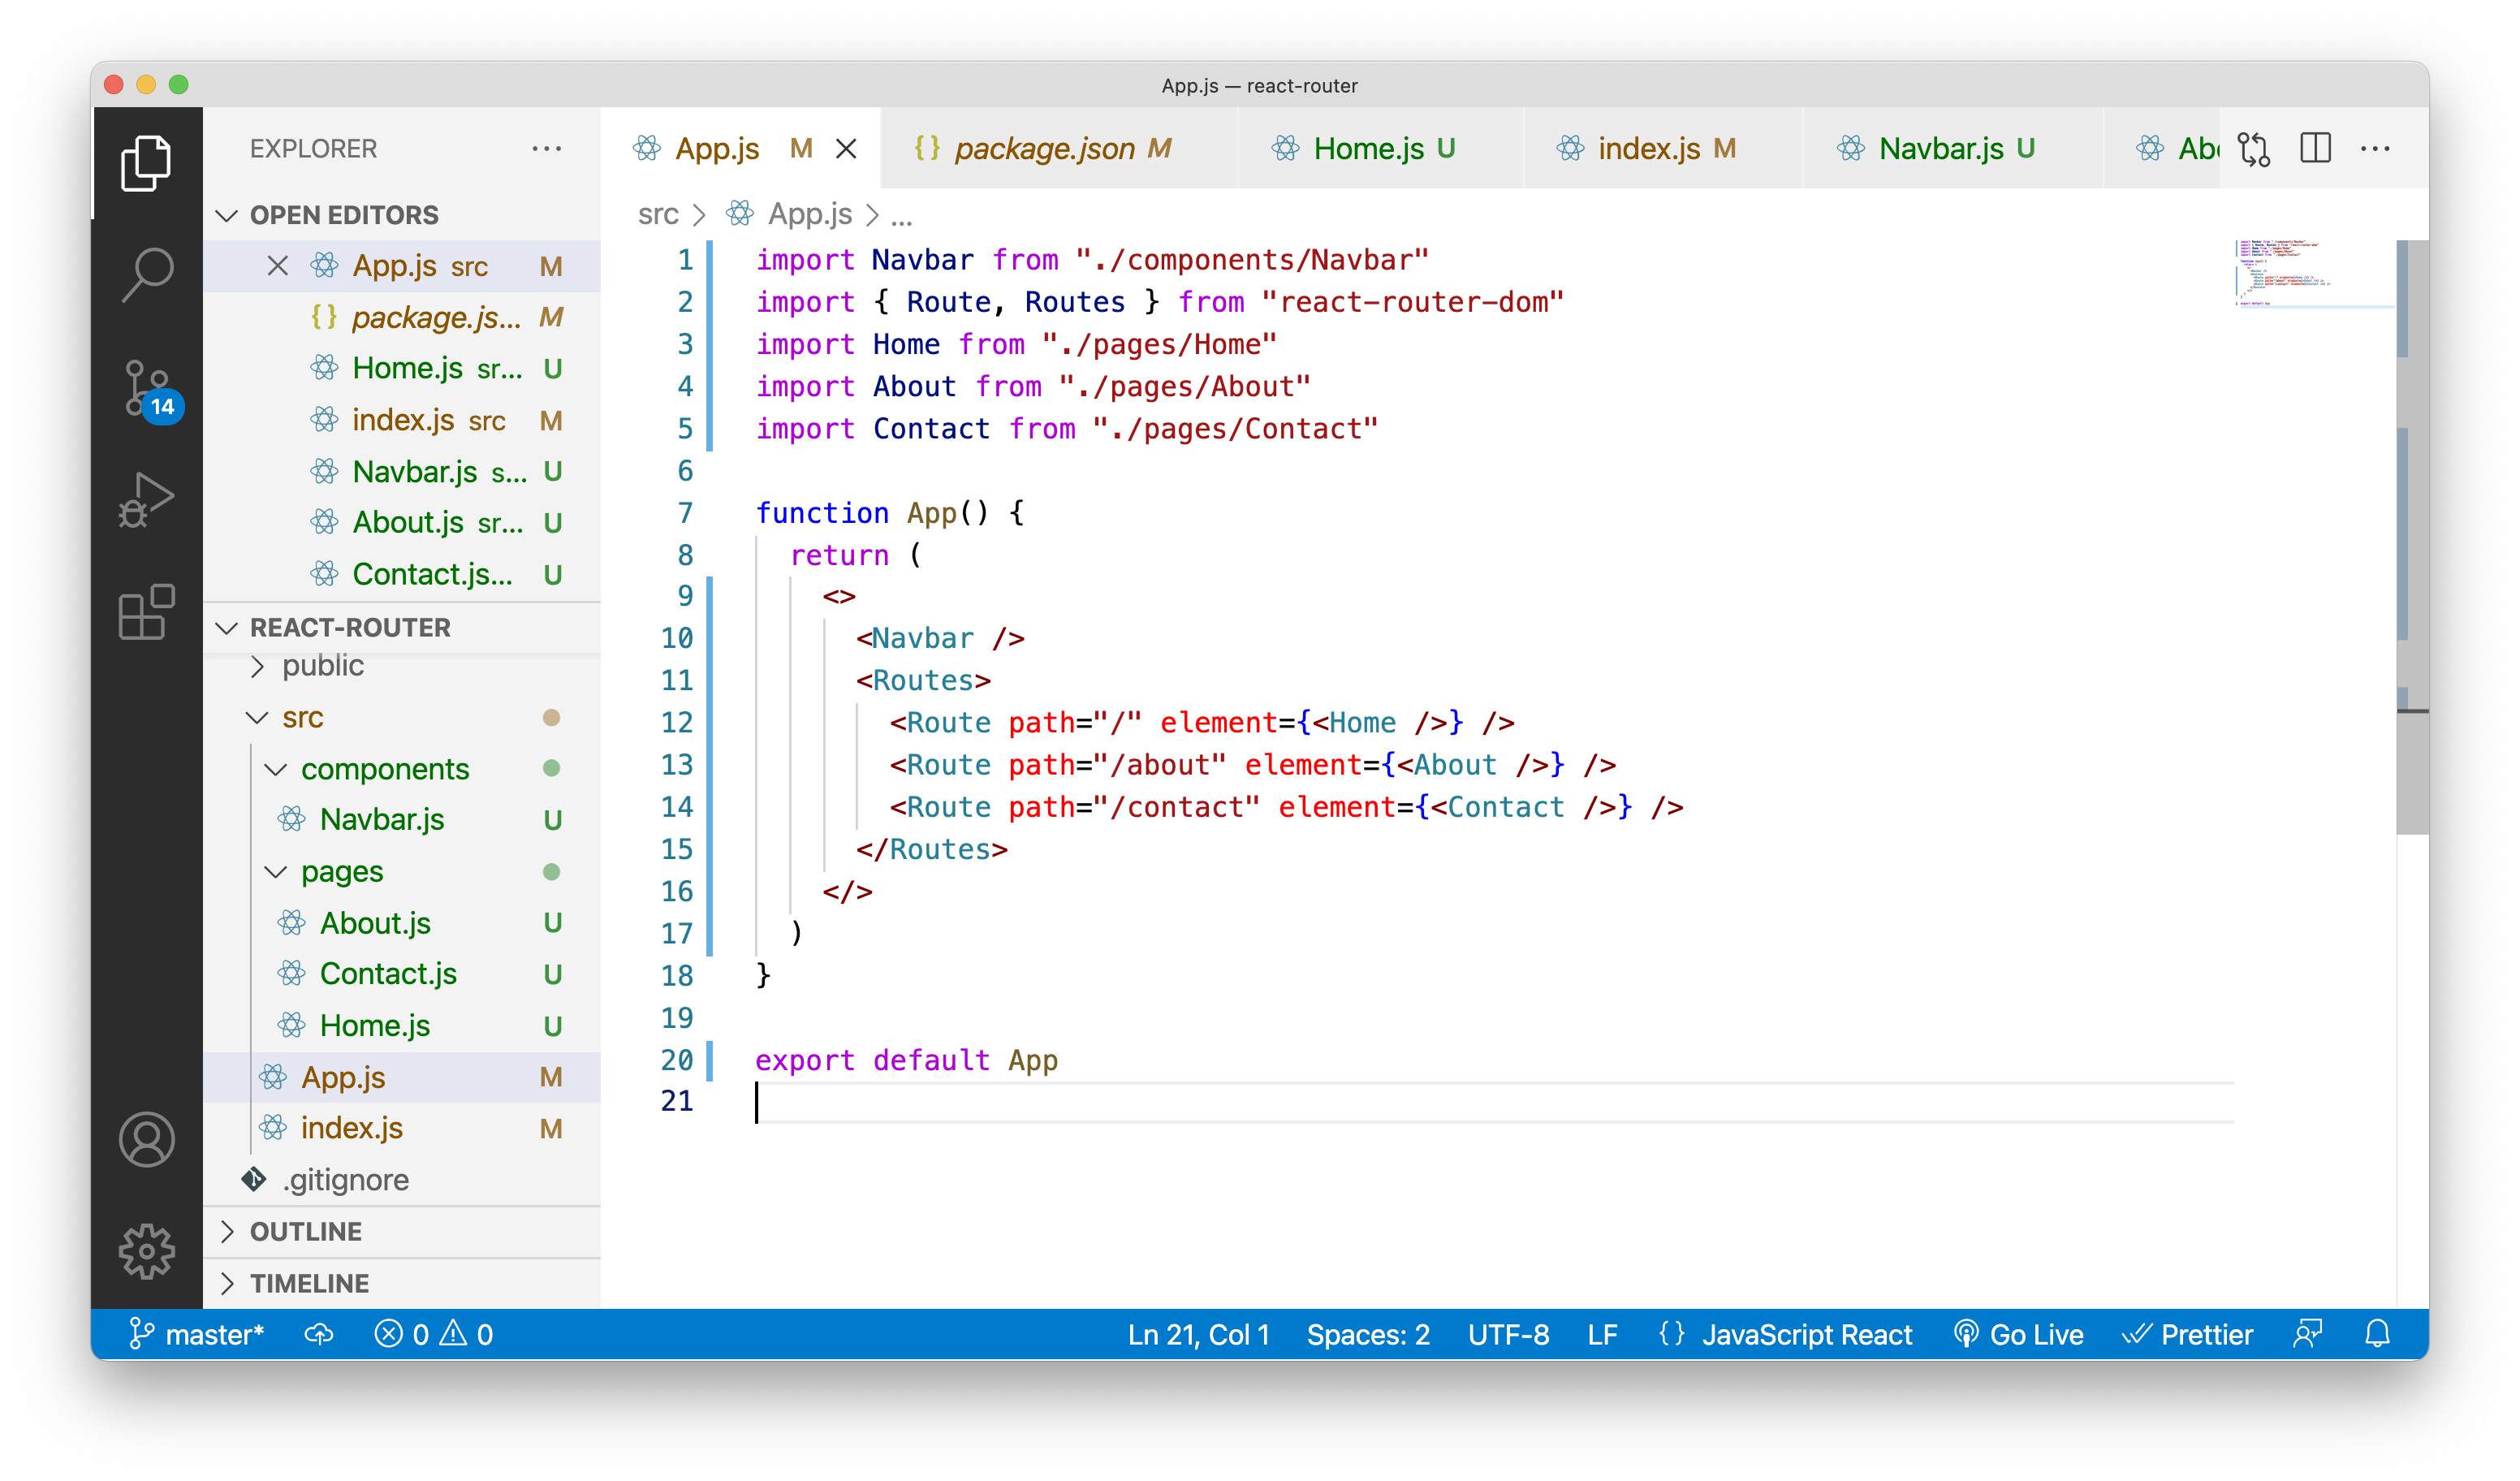 App.js — react-router
EXPLORER ···
App.js M
package.json M
Home.js U
index.js M
Navbar.js U
Abo
OPEN EDITORS
App.js src M
package.js... M
Home.js sr... U
index.js src M
Navbar.js s... U
About.js sr... U
Contact.js... U
REACT-ROUTER
public
src
components
Navbar.js U
pages
About.js U
Contact.js U
Home.js U
App.js M
index.js M
.gitignore
OUTLINE
TIMELINE
14
src > App.js > ...
1 import Navbar from "./components/Navbar"
2 import { Route, Routes } from "react-router-dom"
3 import Home from "./pages/Home"
4 import About from "./pages/About"
5 import Contact from "./pages/Contact"
6
7 function App() {
8 return (
9 <>
10 <Navbar />
11 <Routes>
12 <Route path="/" element={<Home />} />
13 <Route path="/about" element={<About />} />
14 <Route path="/contact" element={<Contact />} />
15 </Routes>
16 </>
17 )
18 }
19
20 export default App
21
master* 0 0 Ln 21, Col 1 Spaces: 2 UTF-8 LF {} JavaScript React Go Live Prettier